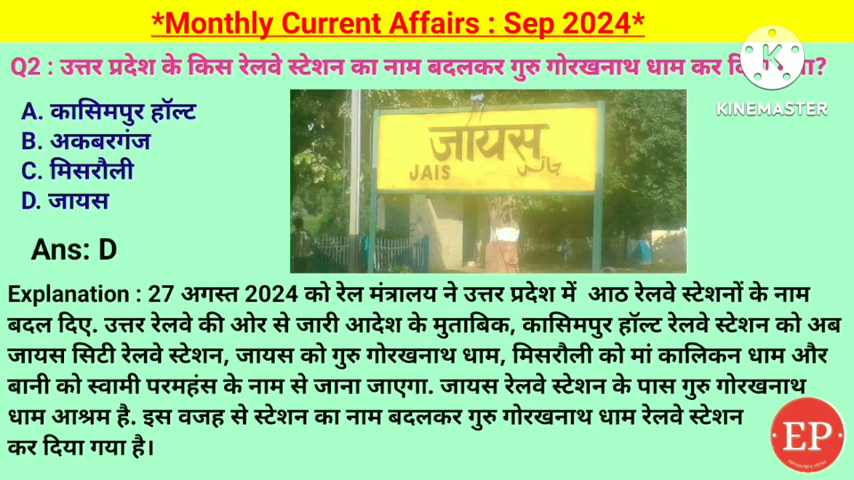 *Monthly Current Affairs : Sep 2024*
Q2 : उत्तर प्रदेश के किस रेलवे स्टेशन का नाम बदलकर गुरु गोरखनाथ धाम कर
KINEMASTER
A. कासिमपुर हॉल्ट
B. अकबरगंज
C. मिसरौली
D. जायस
जायस
JAIS
Ans: D
Explanation : 27 अगस्त 2024 को रेल मंत्रालय ने उत्तर प्रदेश में आठ रेलवे स्टेशनों के नाम
बदल दिए. उत्तर रेलवे की ओर से जारी आदेश के मुताबिक, कासिमपुर हॉल्ट रेलवे स्टेशन को अब
जायस सिटी रेलवे स्टेशन, जायस को गुरु गोरखनाथ धाम, मिसरौली को मां कालिकन धाम और
बानी को स्वामी परमहंस के नाम से जाना जाएगा. जायस रेलवे स्टेशन के पास गुरु गोरखनाथ
धाम आश्रम है. इस वजह से स्टेशन का नाम बदलकर गुरु गोरखनाथ धाम रेलवे स्टेशन
कर दिया गया है।
EP